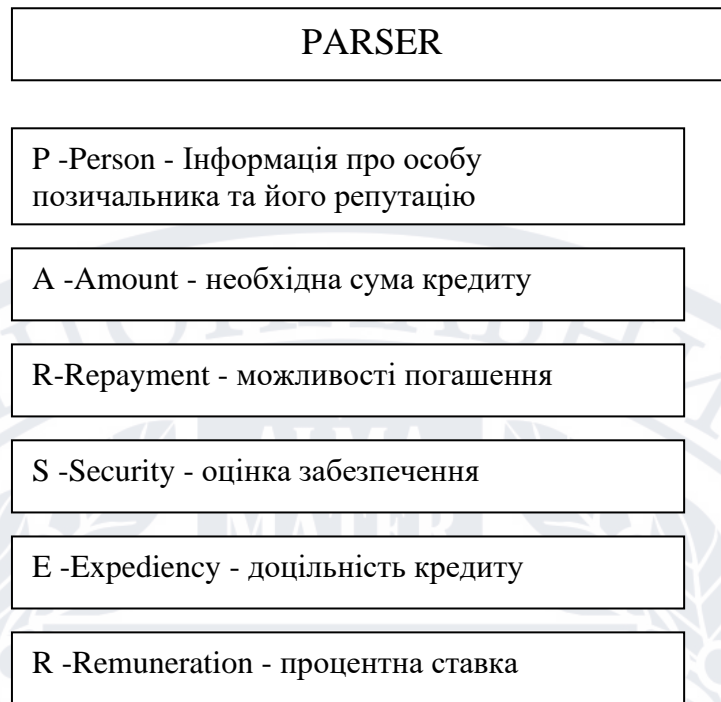 PARSER
P -Person - Інформація про особу
позичальника та його репутацію
A -Amount - необхідна сума кредиту
R-Repayment - можливості погашення
S -Security - оцінка забезпечення
E -Expediency - доцільність кредиту
R -Remuneration - процентна ставка